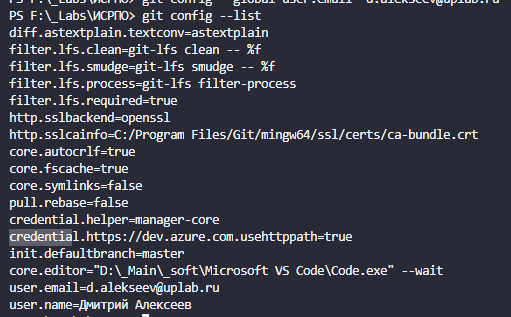 PS F:\_Labs\ИСРПО> git config --global user.email d.alekseev@uplab.ru
PS F:\_Labs\ИСРПО> git config --list
diff.astextplain.textconv=astextplain
filter.lfs.clean=git-lfs clean -- %f
filter.lfs.smudge=git-lfs smudge -- %f
filter.lfs.process=git-lfs filter-process
filter.lfs.required=true
http.sslbackend=openssl
http.sslcainfo=C:/Program Files/Git/mingw64/ssl/certs/ca-bundle.crt
core.autocrlf=true
core.fscache=true
core.symlinks=false
pull.rebase=false
credential.helper=manager-core
credential.https://dev.azure.com.usehttppath=true
init.defaultbranch=master
core.editor="D:\_Main\_soft\Microsoft VS Code\Code.exe" --wait
user.email=d.alekseev@uplab.ru
user.name=Дмитрий Алексеев